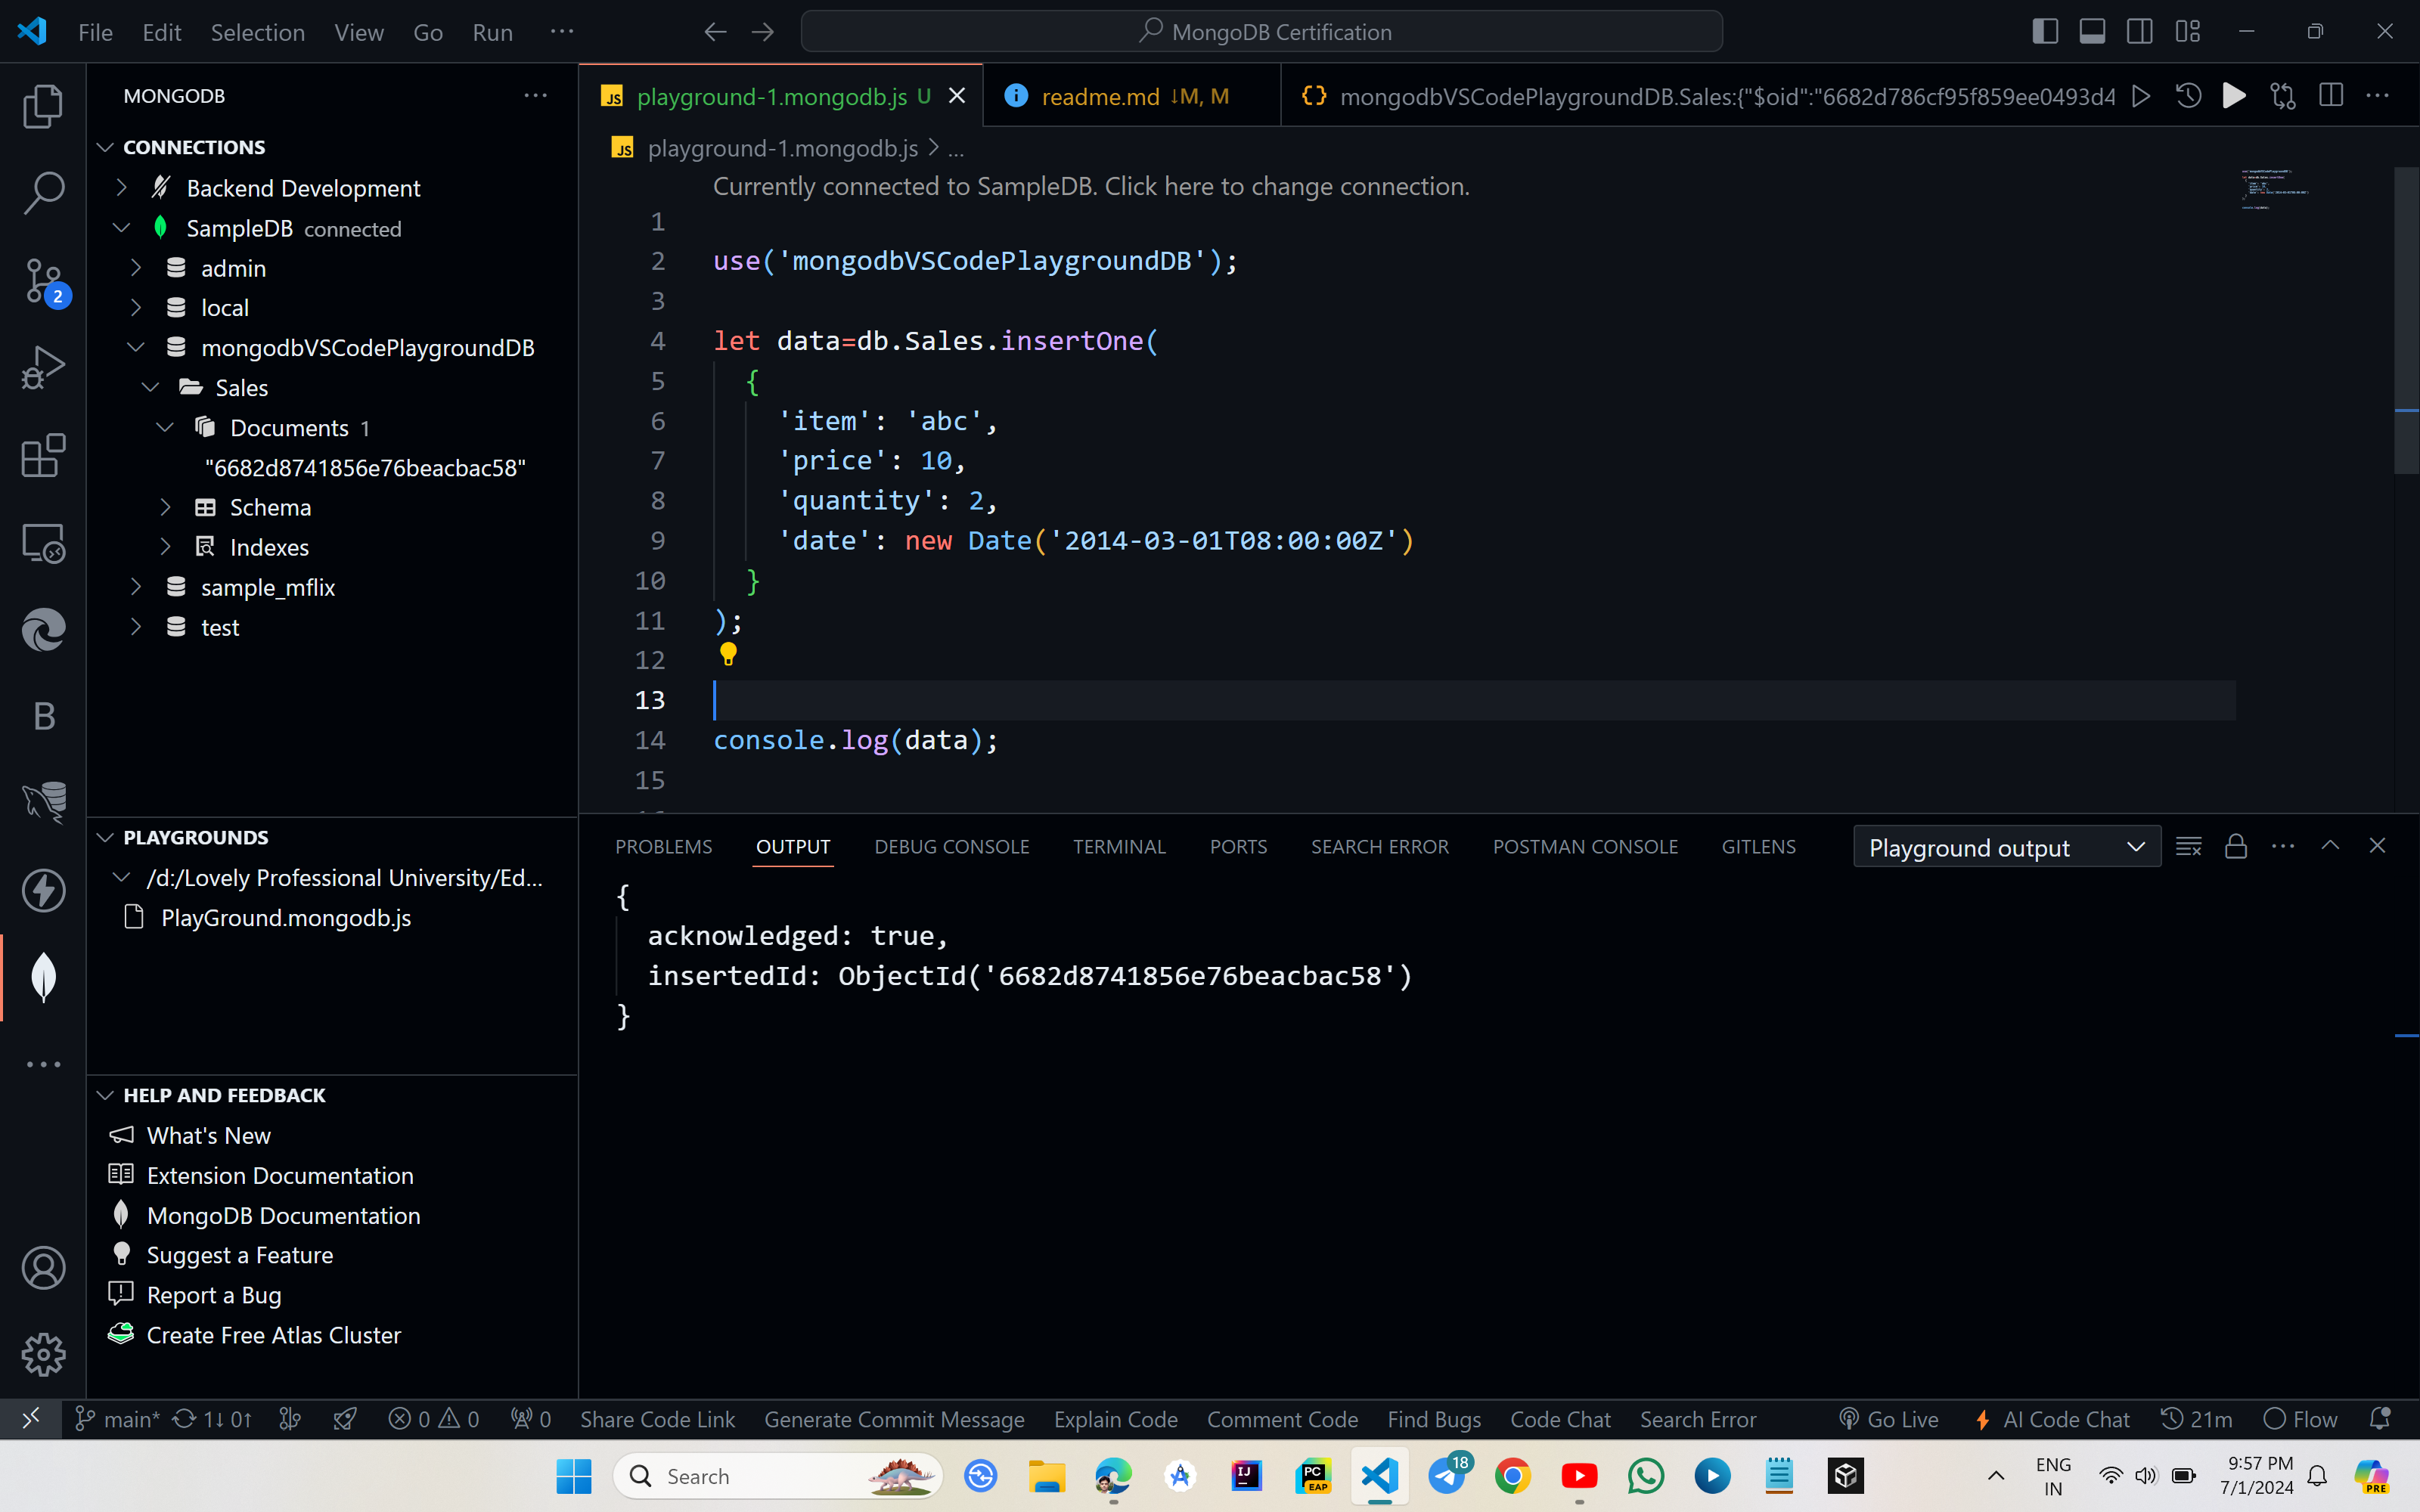 File Edit Selection View Go Run ···
MongoDB Certification
MONGODB
CONNECTIONS
Backend Development
SampleDB connected
admin
local
mongodbVSCodePlaygroundDB
Sales
Documents 1
"6682d8741856e76beacbac58"
Schema
Indexes
sample_mflix
test
2
B
PLAYGROUNDS
/d:/Lovely Professional University/Ed...
PlayGround.mongodb.js
HELP AND FEEDBACK
What's New
Extension Documentation
MongoDB Documentation
Suggest a Feature
Report a Bug
Create Free Atlas Cluster
JS playground-1.mongodb.js U
readme.md ↓M, M
{} mongodbVSCodePlaygroundDB.Sales:{"$oid":"6682d786cf95f859ee0493d4
JS playground-1.mongodb.js > ...
Currently connected to SampleDB. Click here to change connection.
1
2 use('mongodbVSCodePlaygroundDB');
3
4 let data=db.Sales.insertOne(
5 {
6 'item': 'abc',
7 'price': 10,
8 'quantity': 2,
9 'date': new Date('2014-03-01T08:00:00Z')
10 }
11 );
12
13
14 console.log(data);
15
PROBLEMS OUTPUT DEBUG CONSOLE TERMINAL PORTS SEARCH ERROR POSTMAN CONSOLE GITLENS
Playground output
{
acknowledged: true,
insertedId: ObjectId('6682d8741856e76beacbac58')
}
main* 1↓ 0↑ 0 0 0 Share Code Link Generate Commit Message Explain Code Comment Code Find Bugs Code Chat Search Error Go Live AI Code Chat 21m Flow
Search
IJ
PC
EAP
18
ENG
IN
9:57 PM
7/1/2024
PRE